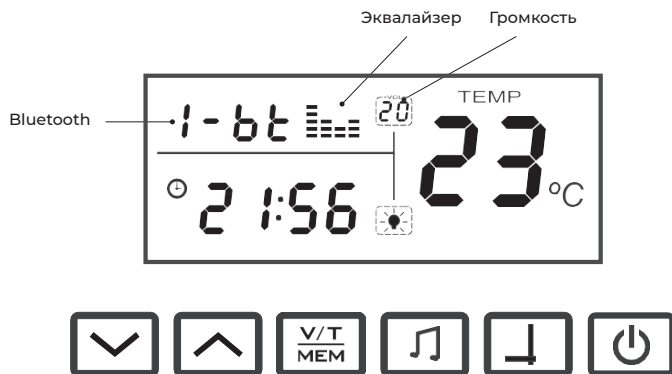 Эквалайзер Громкость
Bluetooth
1-bt
VOL
20
TEMP
23 °C
21:56
V/T
MEM